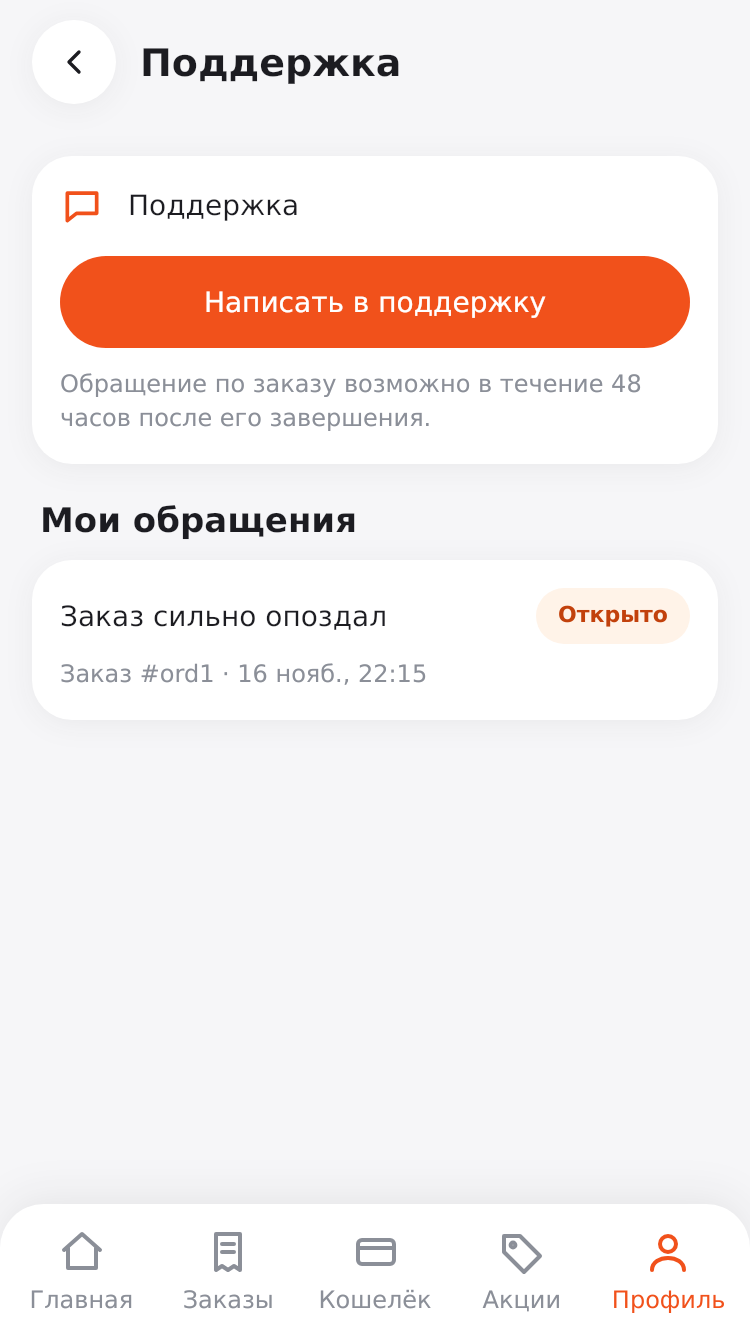 Поддержка
Поддержка
Написать в поддержку
Обращение по заказу возможно в течение 48
часов после его завершения.
Мои обращения
Заказ сильно опоздал
Открыто
Заказ #ord1 · 16 нояб., 22:15
Главная
Заказы
Кошелёк
Акции
Профиль